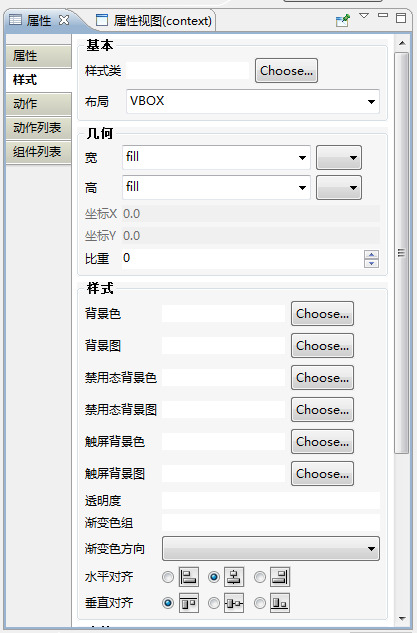 属性 属性视图(context)
属性
样式
动作
动作列表
组件列表
基本
样式类 Choose...
布局 VBOX
几何
宽 fill
高 fill
坐标X 0.0
坐标Y 0.0
比重 0
样式
背景色 Choose...
背景图 Choose...
禁用态背景色 Choose...
禁用态背景图 Choose...
触屏背景色 Choose...
触屏背景图 Choose...
透明度
渐变色组
渐变色方向
水平对齐
垂直对齐